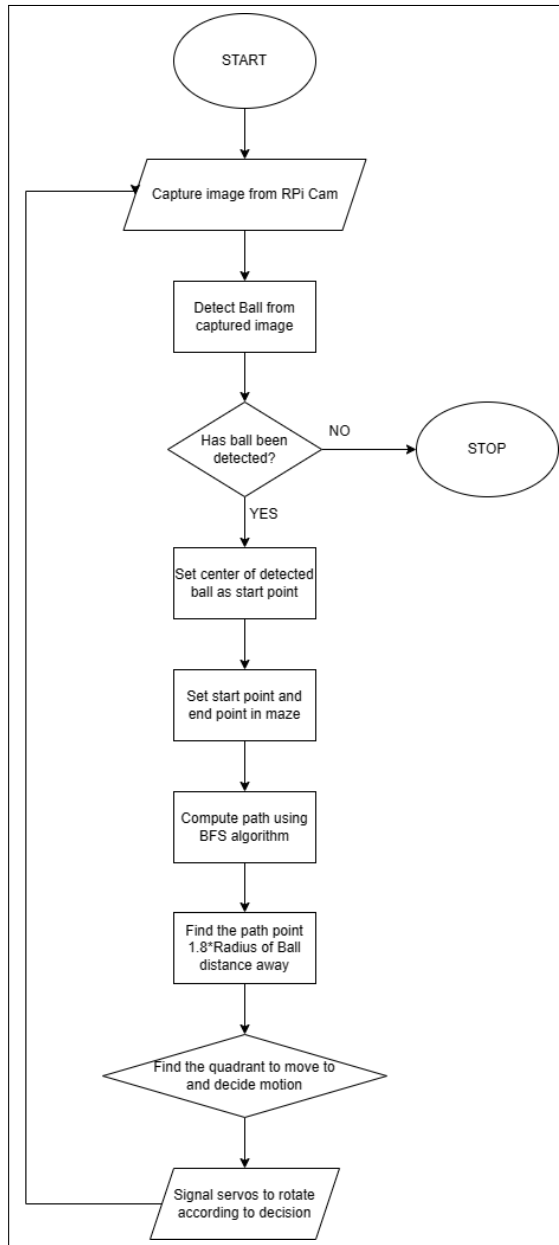 START
Capture image from RPi Cam
Detect Ball from
captured image
Has ball been
detected?
NO
STOP
YES
Set center of detected
ball as start point
Set start point and
end point in maze
Compute path using
BFS algorithm
Find the path point
1.8*Radius of Ball
distance away
Find the quadrant to move to
and decide motion
Signal servos to rotate
according to decision